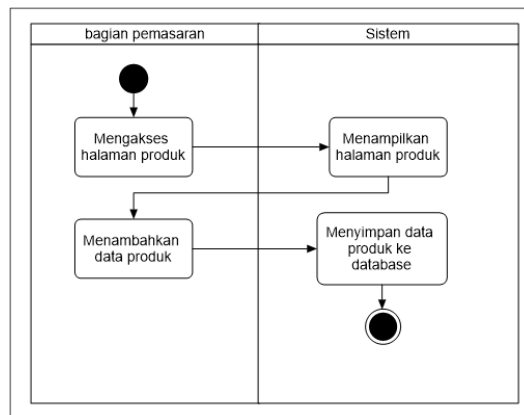 bagian pemasaran
Sistem
Mengakses
halaman produk
Menampilkan
halaman produk
Menambahkan
data produk
Menyimpan data
produk ke
database